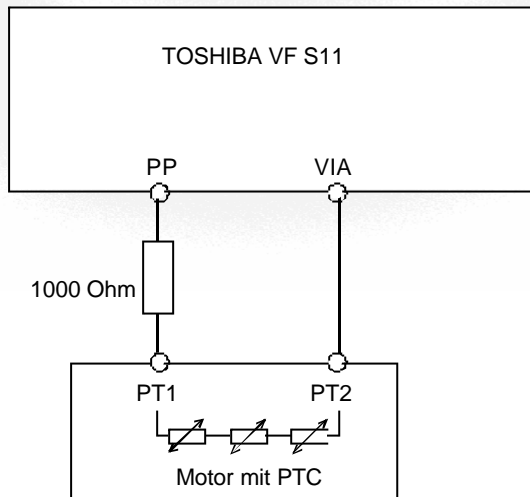 TOSHIBA VF S11
PP VIA
1000 Ohm
PT1 PT2
Motor mit PTC